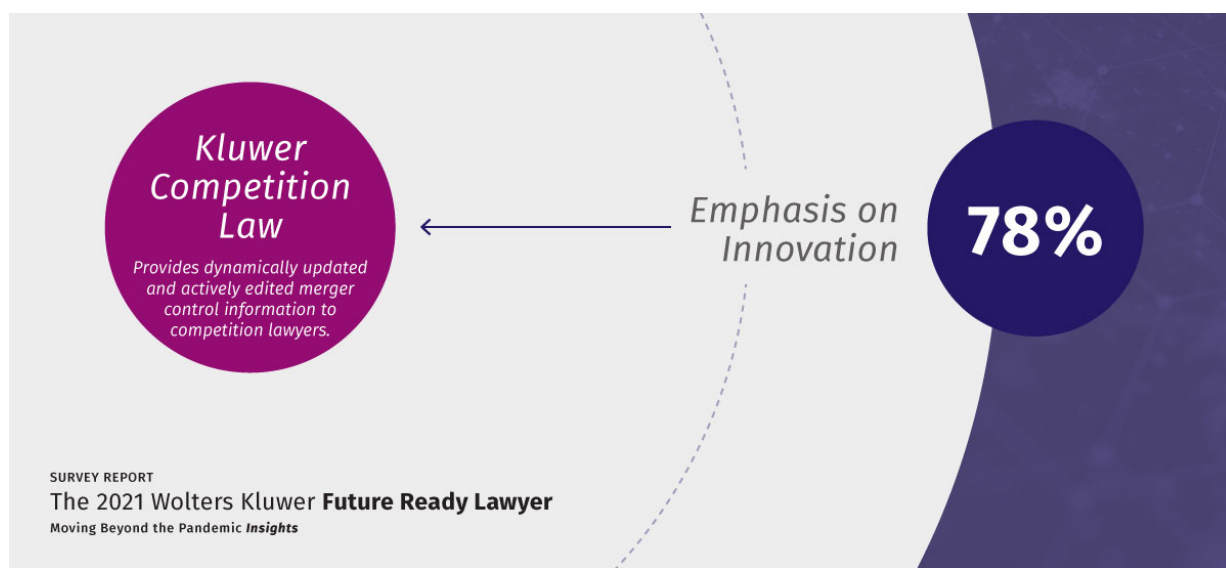 Kluwer
Competition
Law
Provides dynamically updated
and actively edited merger
control information to
competition lawyers.
Emphasis on
Innovation
78%
SURVEY REPORT
The 2021 Wolters Kluwer Future Ready Lawyer
Moving Beyond the Pandemic Insights